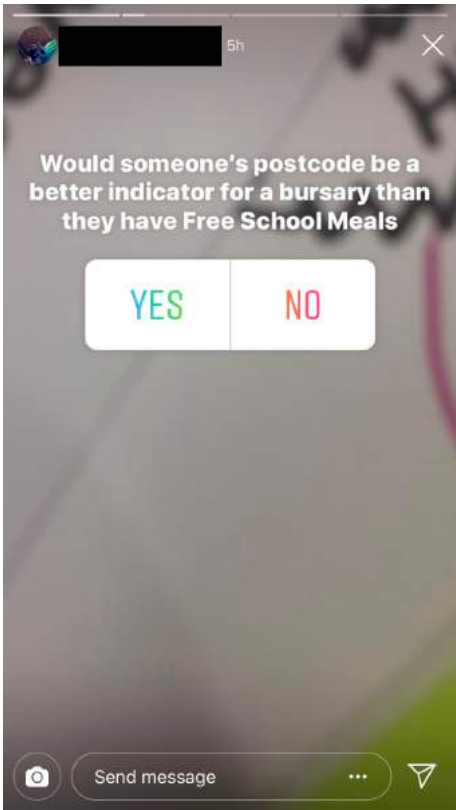 5h
Would someone's postcode be a
better indicator for a bursary than
they have Free School Meals
YES NO
Send message